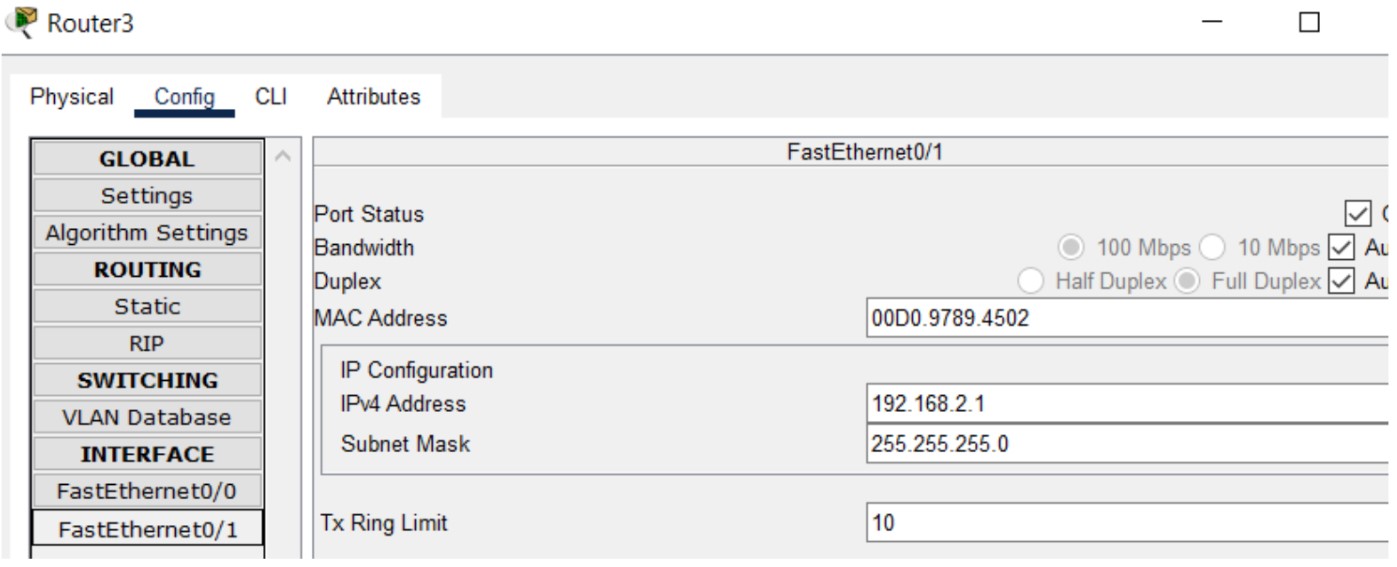 Router3
Physical Config CLI Attributes
GLOBAL
Settings
Algorithm Settings
ROUTING
Static
RIP
SWITCHING
VLAN Database
INTERFACE
FastEthernet0/0
FastEthernet0/1
FastEthernet0/1
Port Status
Bandwidth 100 Mbps 10 Mbps Au
Duplex Half Duplex Full Duplex Au
MAC Address 00D0.9789.4502
IP Configuration
IPv4 Address 192.168.2.1
Subnet Mask 255.255.255.0
Tx Ring Limit 10